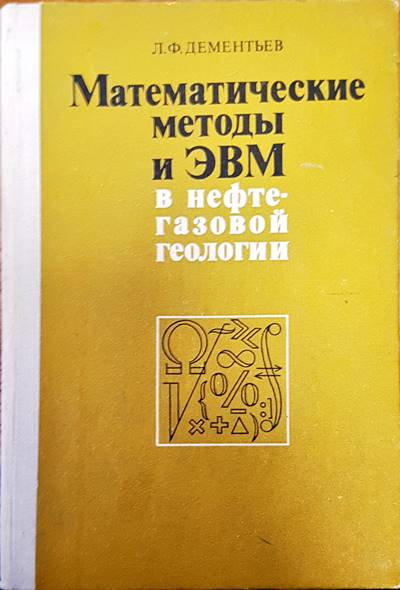 Л.Ф.ДЕМЕНТЬЕВ
Математические
методы
и ЭВМ
в нефте-
газовой
геологии